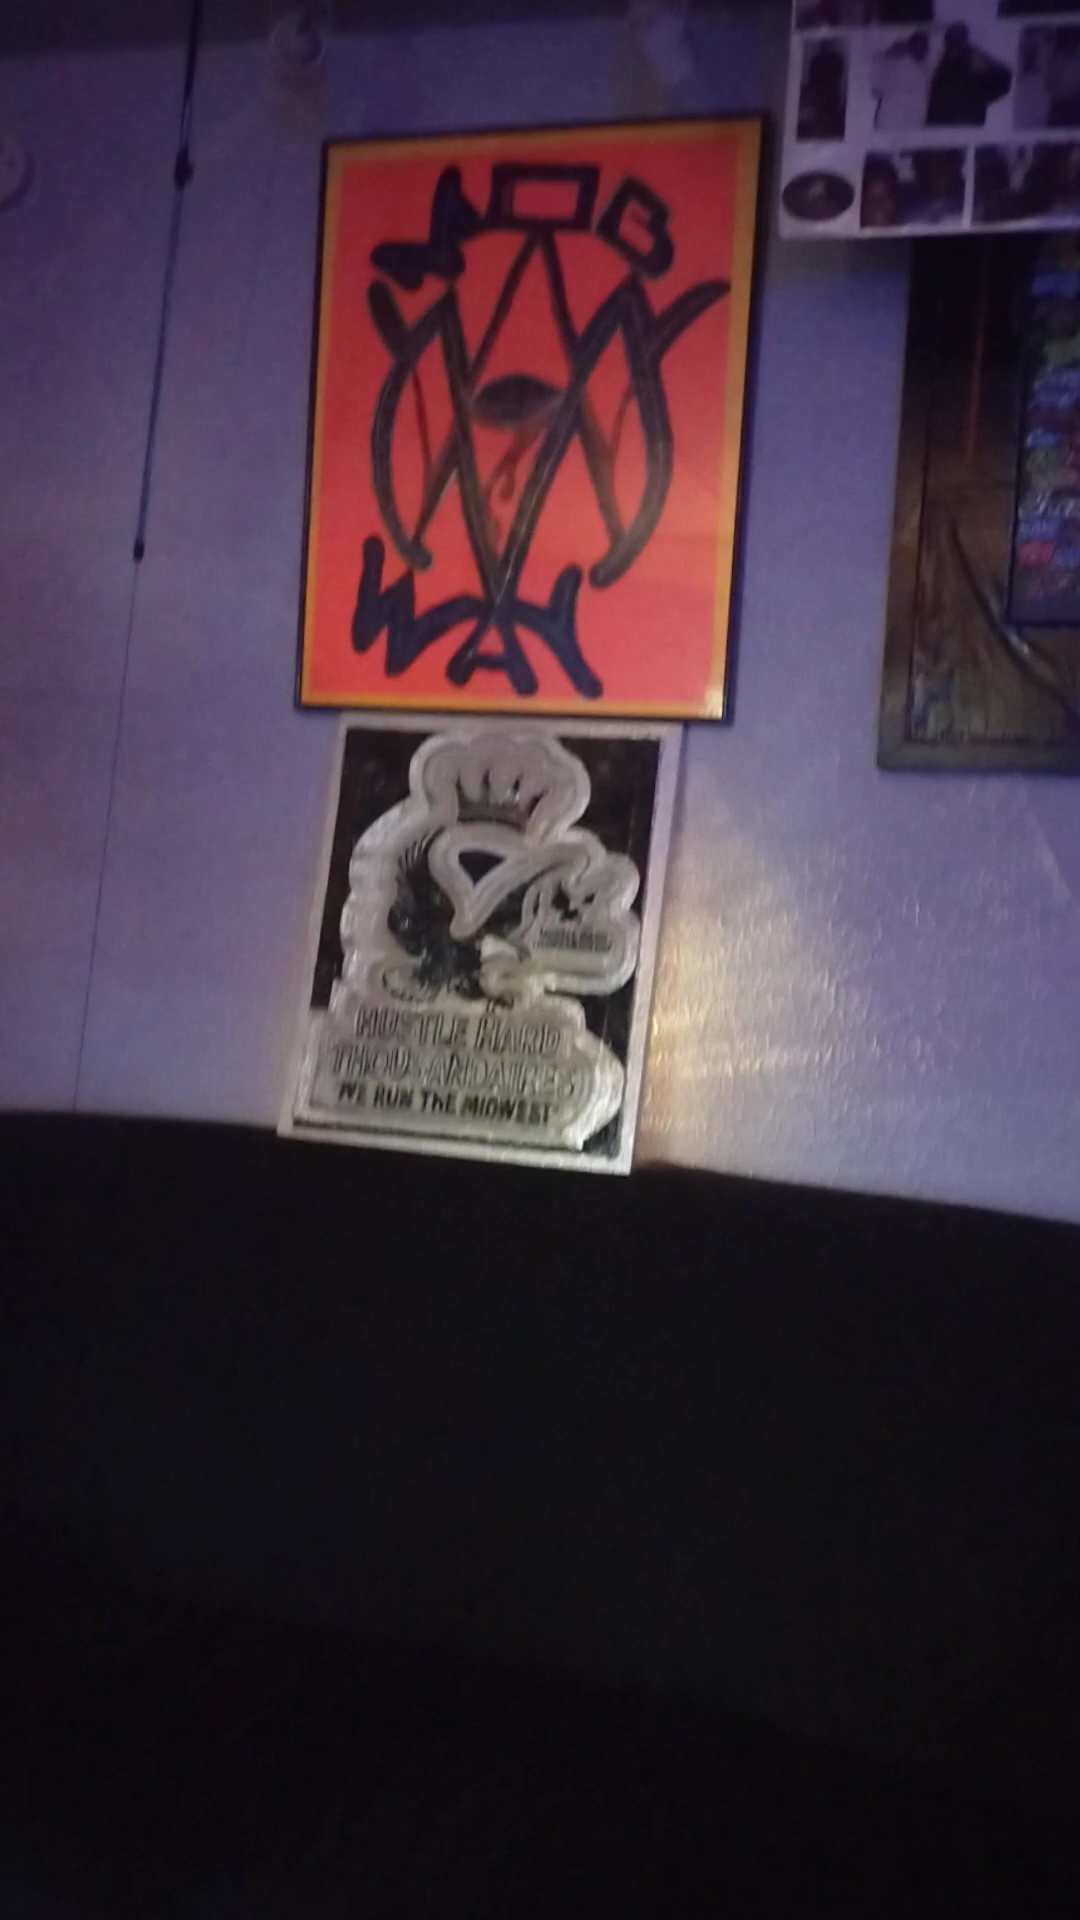 MOB
WAY
HUSTLE HARD
THOUSANDAIRES
WE RUN THE MIDWEST